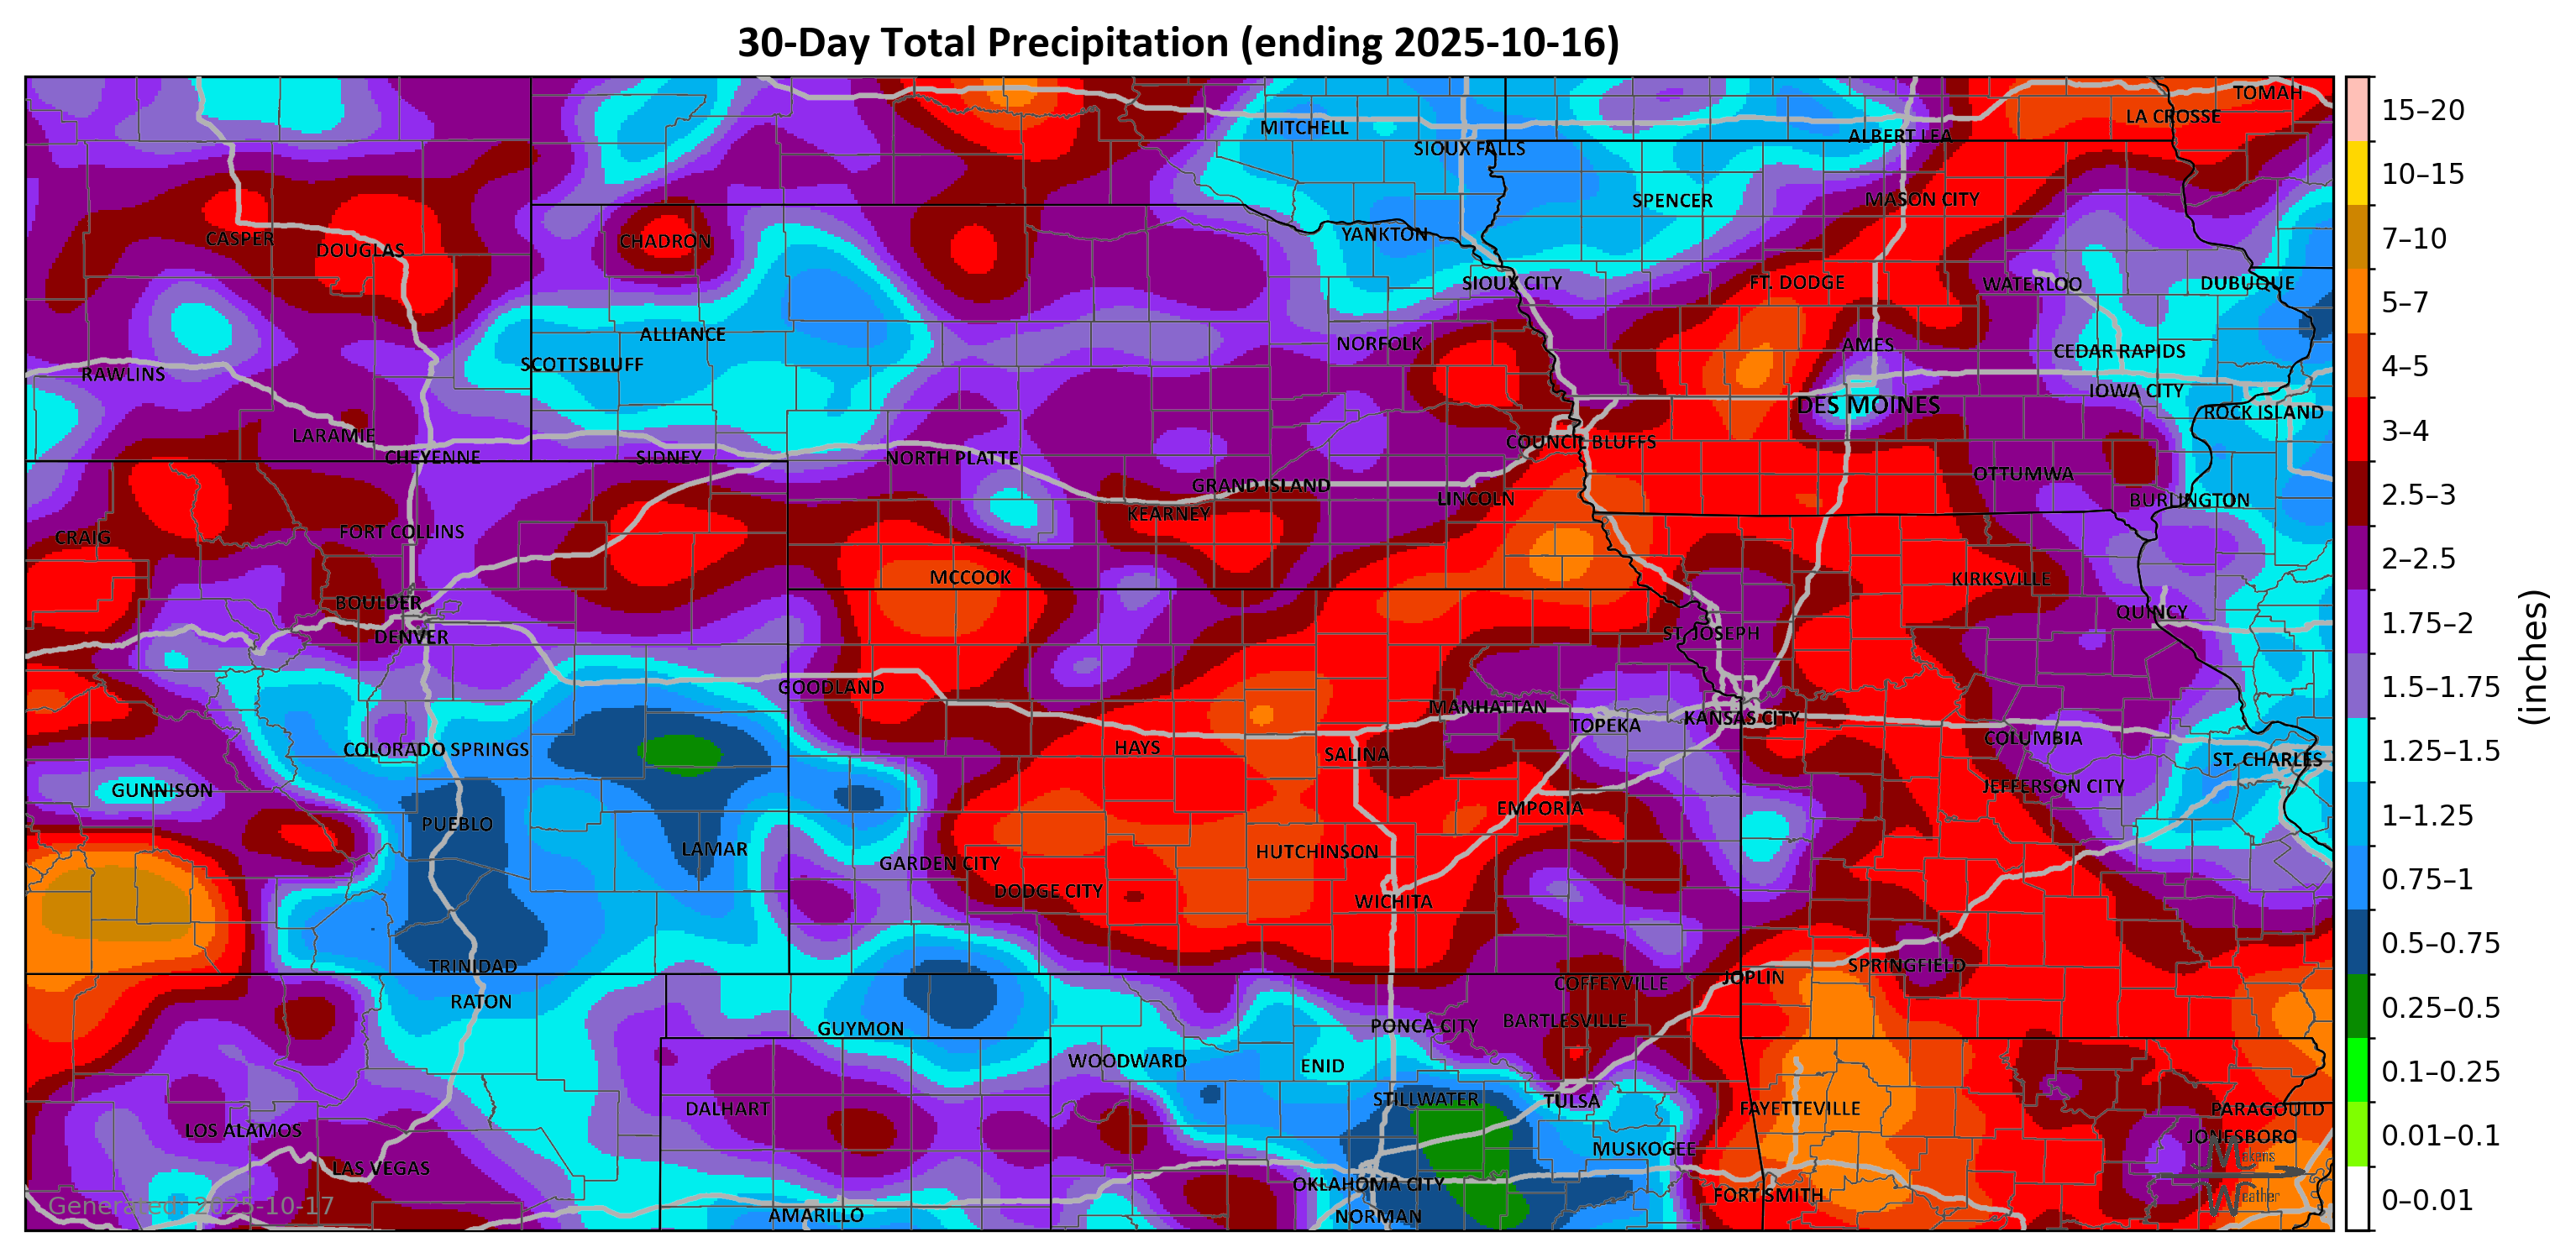 30-Day Total Precipitation (ending 2025-10-16)
TOMAH
LA CROSSE
MITCHELL
ALBERT LEA
SIOUX FALLS
SPENCER
MASON CITY
YANKTON
CASPER
CHADRON
DOUGLAS
SIOUX CITY
FT. DODGE
WATERLOO
DUBUQUE
ALLIANCE
NORFOLK
AMES
CEDAR RAPIDS
SCOTTSBLUFF
RAWLINS
IOWA CITY
DES MOINES
ROCK ISLAND
LARAMIE
COUNCIL BLUFFS
CHEYENNE
SIDNEY
NORTH PLATTE
OTTUMWA
GRAND ISLAND
LINCOLN
BURLINGTON
KEARNEY
FORT COLLINS
CRAIG
MCCOOK
KIRKSVILLE
BOULDER
QUINCY
DENVER
ST. JOSEPH
GOODLAND
MANHATTAN
KANSAS CITY
TOPEKA
COLUMBIA
COLORADO SPRINGS
HAYS
SALINA
ST. CHARLES
GUNNISON
JEFFERSON CITY
EMPORIA
PUEBLO
LAMAR
HUTCHINSON
GARDEN CITY
DODGE CITY
WICHITA
TRINIDAD
SPRINGFIELD
JOPLIN
COFFEYVILLE
RATON
BARTLESVILLE
GUYMON
PONCA CITY
WOODWARD
ENID
STILLWATER
TULSA
DALHART
FAYETTEVILLE
PARAGOULD
LOS ALAMOS
JONESBORO
MUSKOGEE
LAS VEGAS
OKLAHOMA CITY
FORT SMITH
AMARILLO
NORMAN
Generated: 2025-10-17
Mskens
Weather
15–20
10–15
7–10
5–7
4–5
3–4
2.5–3
2–2.5
1.75–2
1.5–1.75
1.25–1.5
1–1.25
0.75–1
0.5–0.75
0.25–0.5
0.1–0.25
0.01–0.1
0–0.01
(inches)